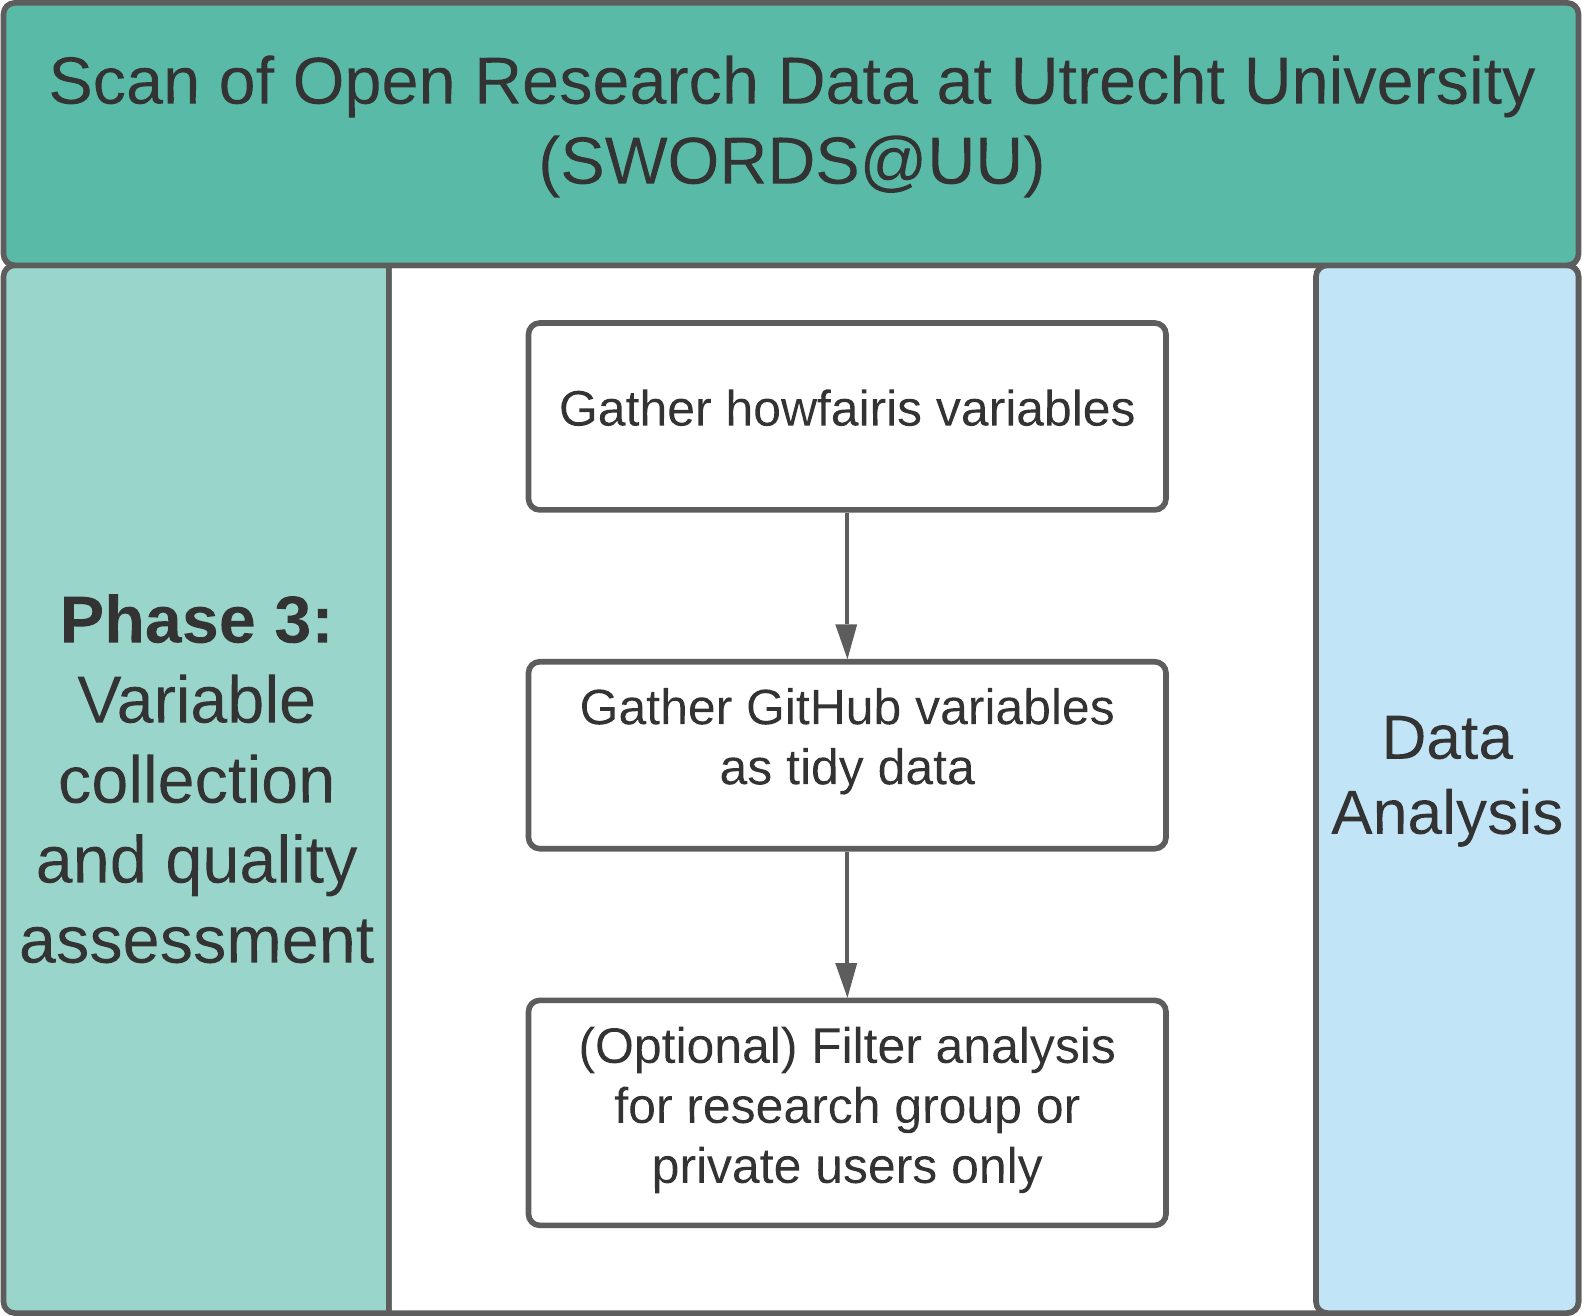 Scan of Open Research Data at Utrecht University
(SWORDS@UU)
Phase 3:
Variable
collection
and quality
assessment
Gather howfairis variables
Gather GitHub variables
as tidy data
(Optional) Filter analysis
for research group or
private users only
Data
Analysis